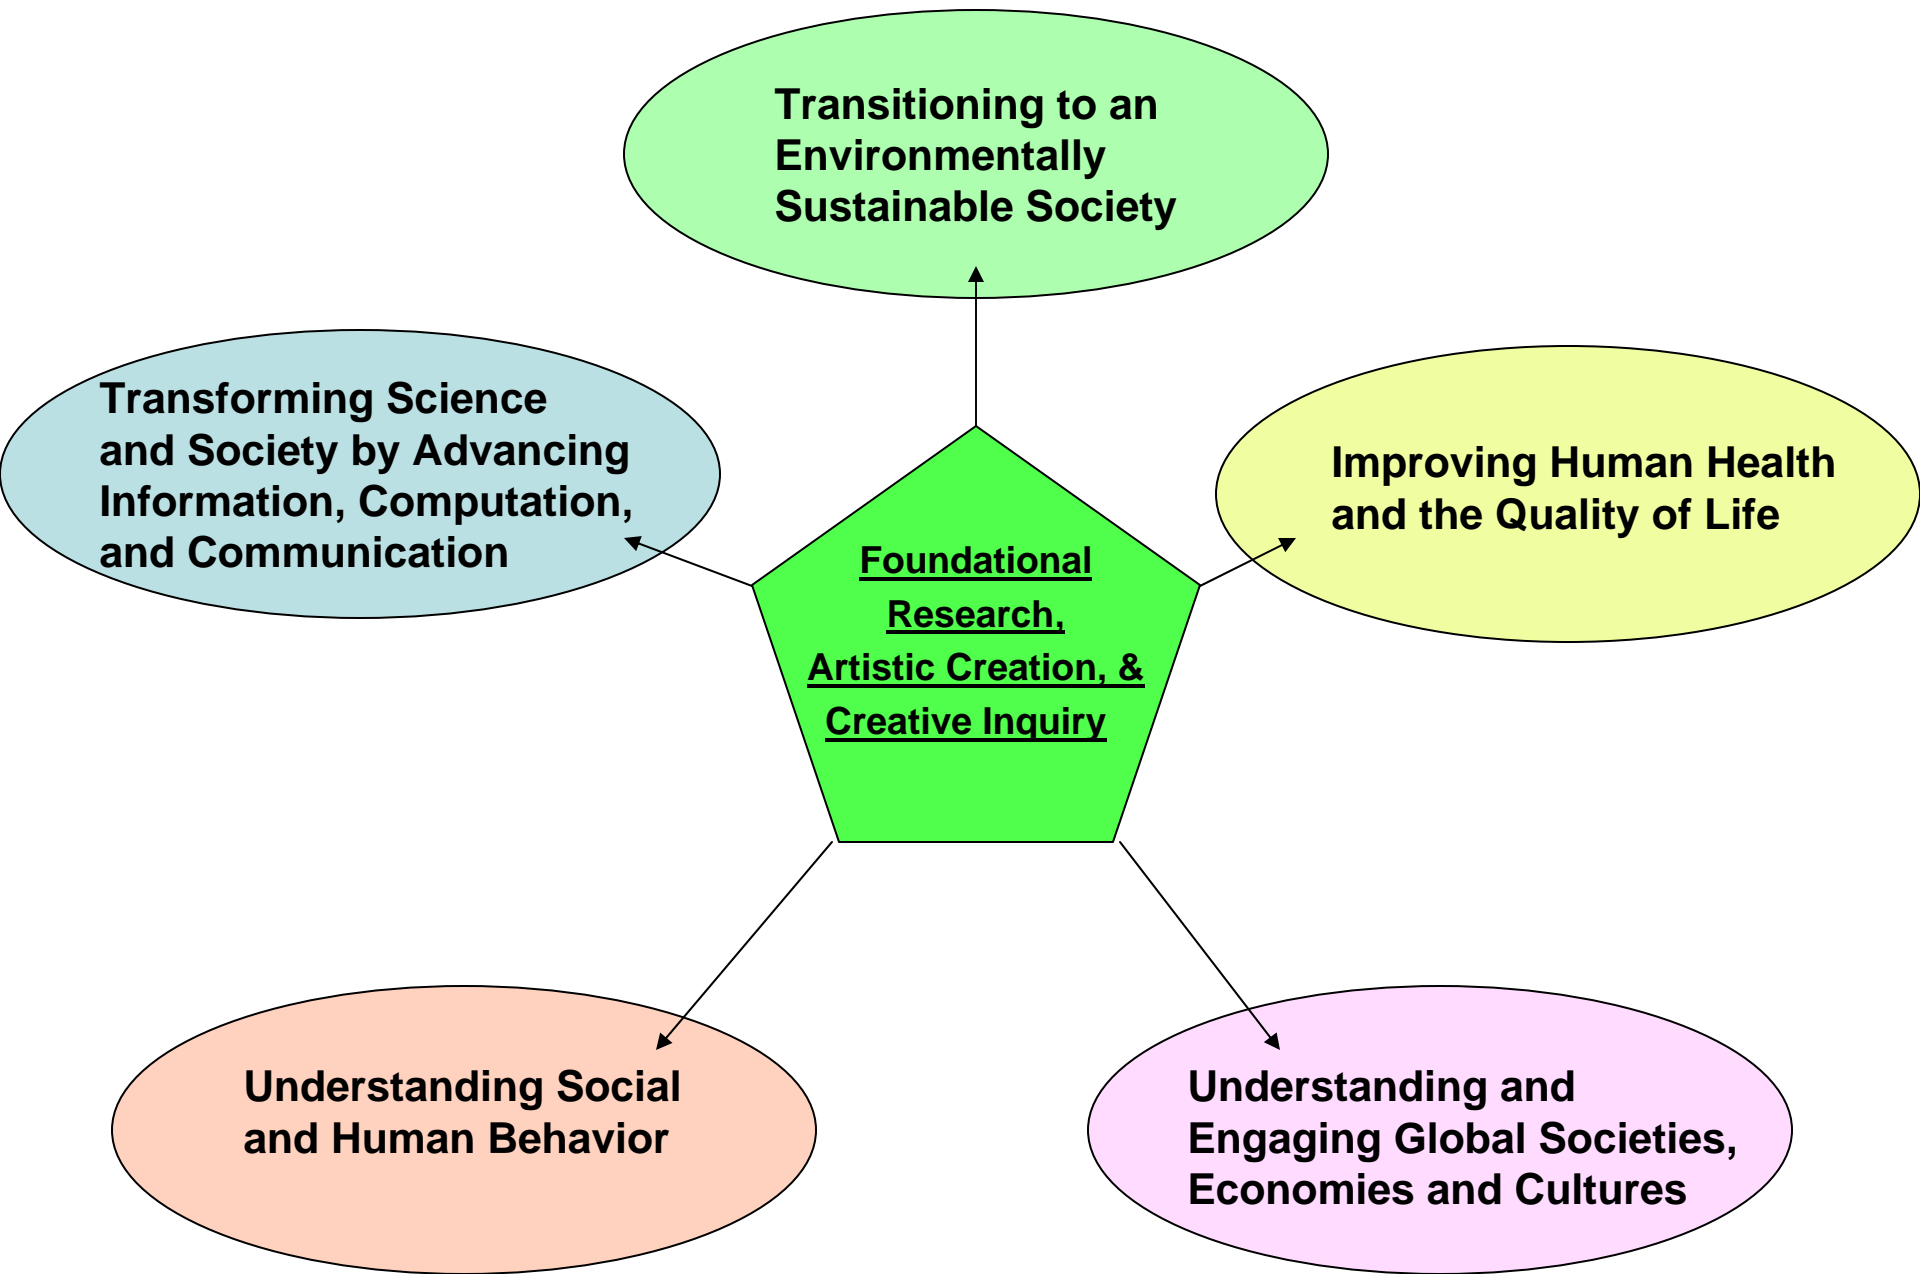 Transitioning to an
Environmentally
Sustainable Society
Transforming Science
and Society by Advancing
Information, Computation,
and Communication
Improving Human Health
and the Quality of Life
Foundational
Research,
Artistic Creation, &
Creative Inquiry
Understanding Social
and Human Behavior
Understanding and
Engaging Global Societies,
Economies and Cultures